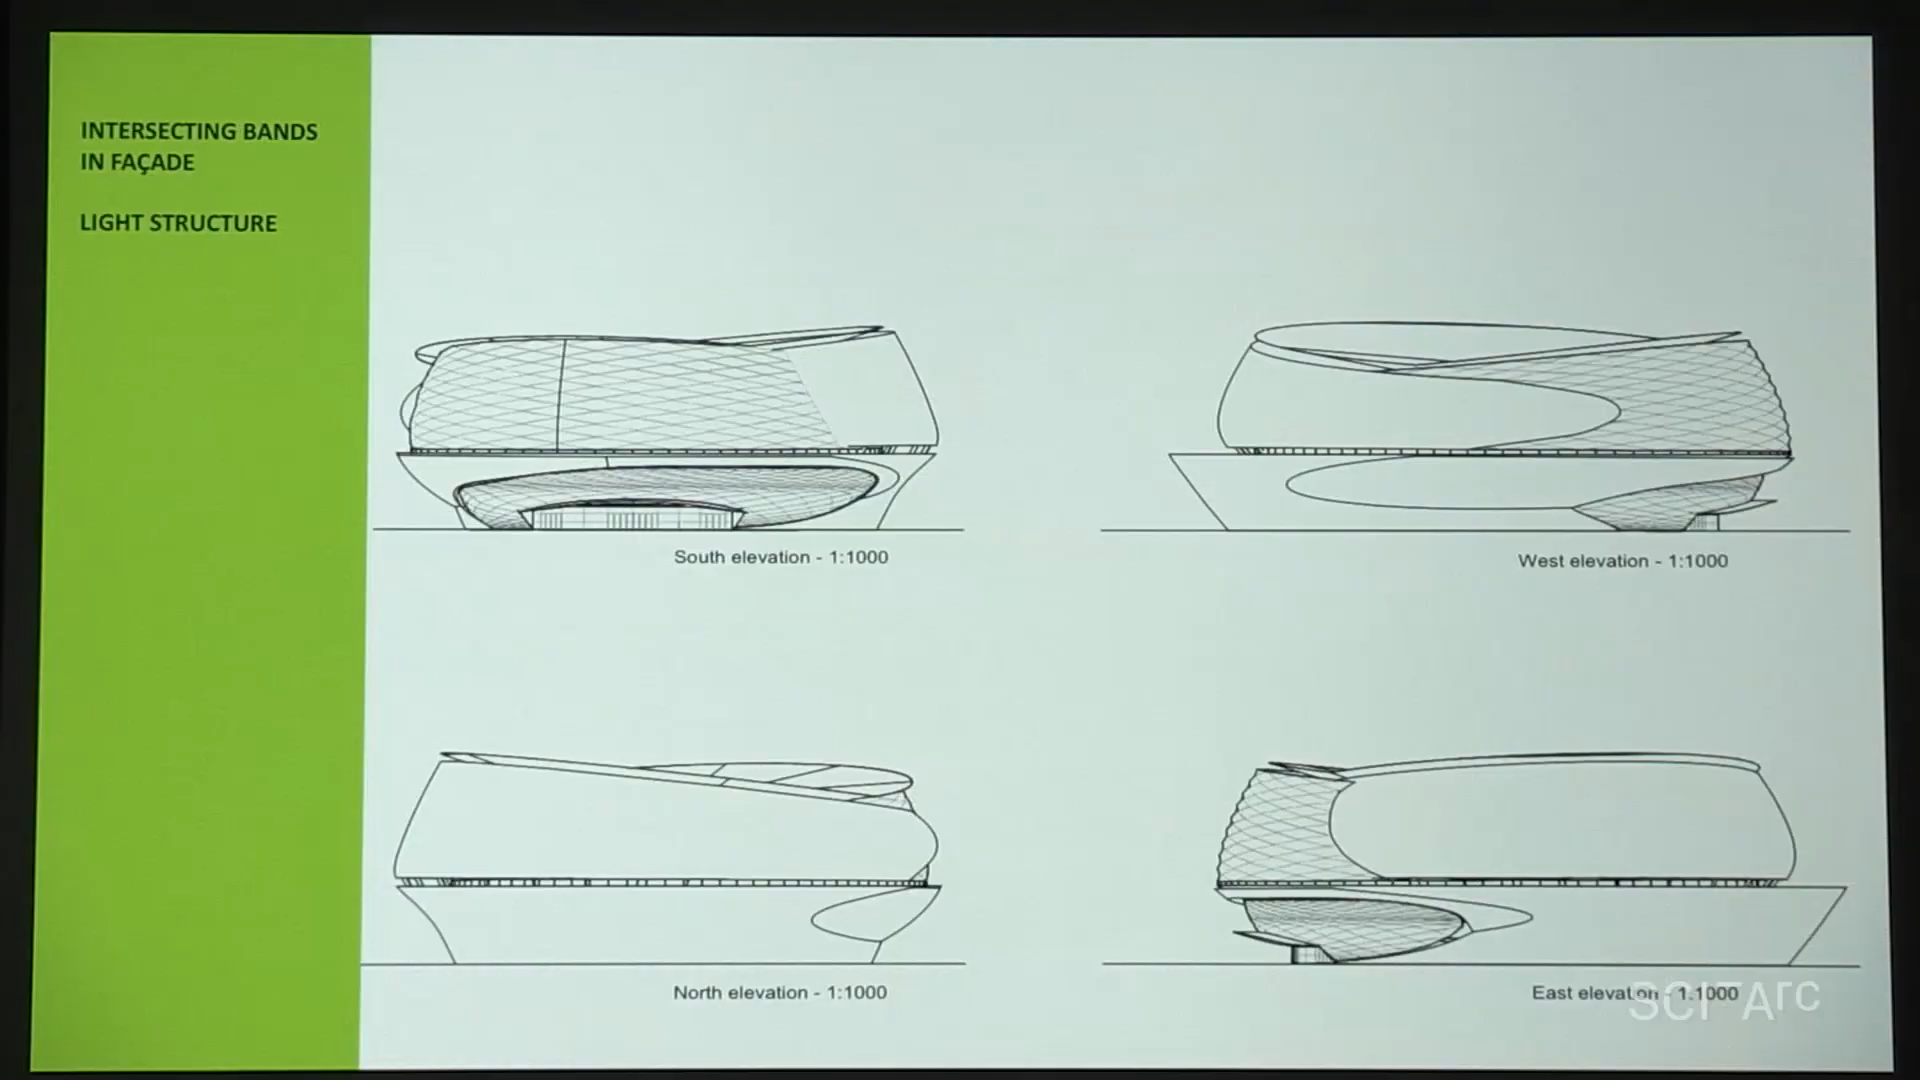 INTERSECTING BANDS
IN FAÇADE
LIGHT STRUCTURE
South elevation - 1:1000
West elevation - 1:1000
North elevation - 1:1000
East elevation - 1:1000
SCI Arc